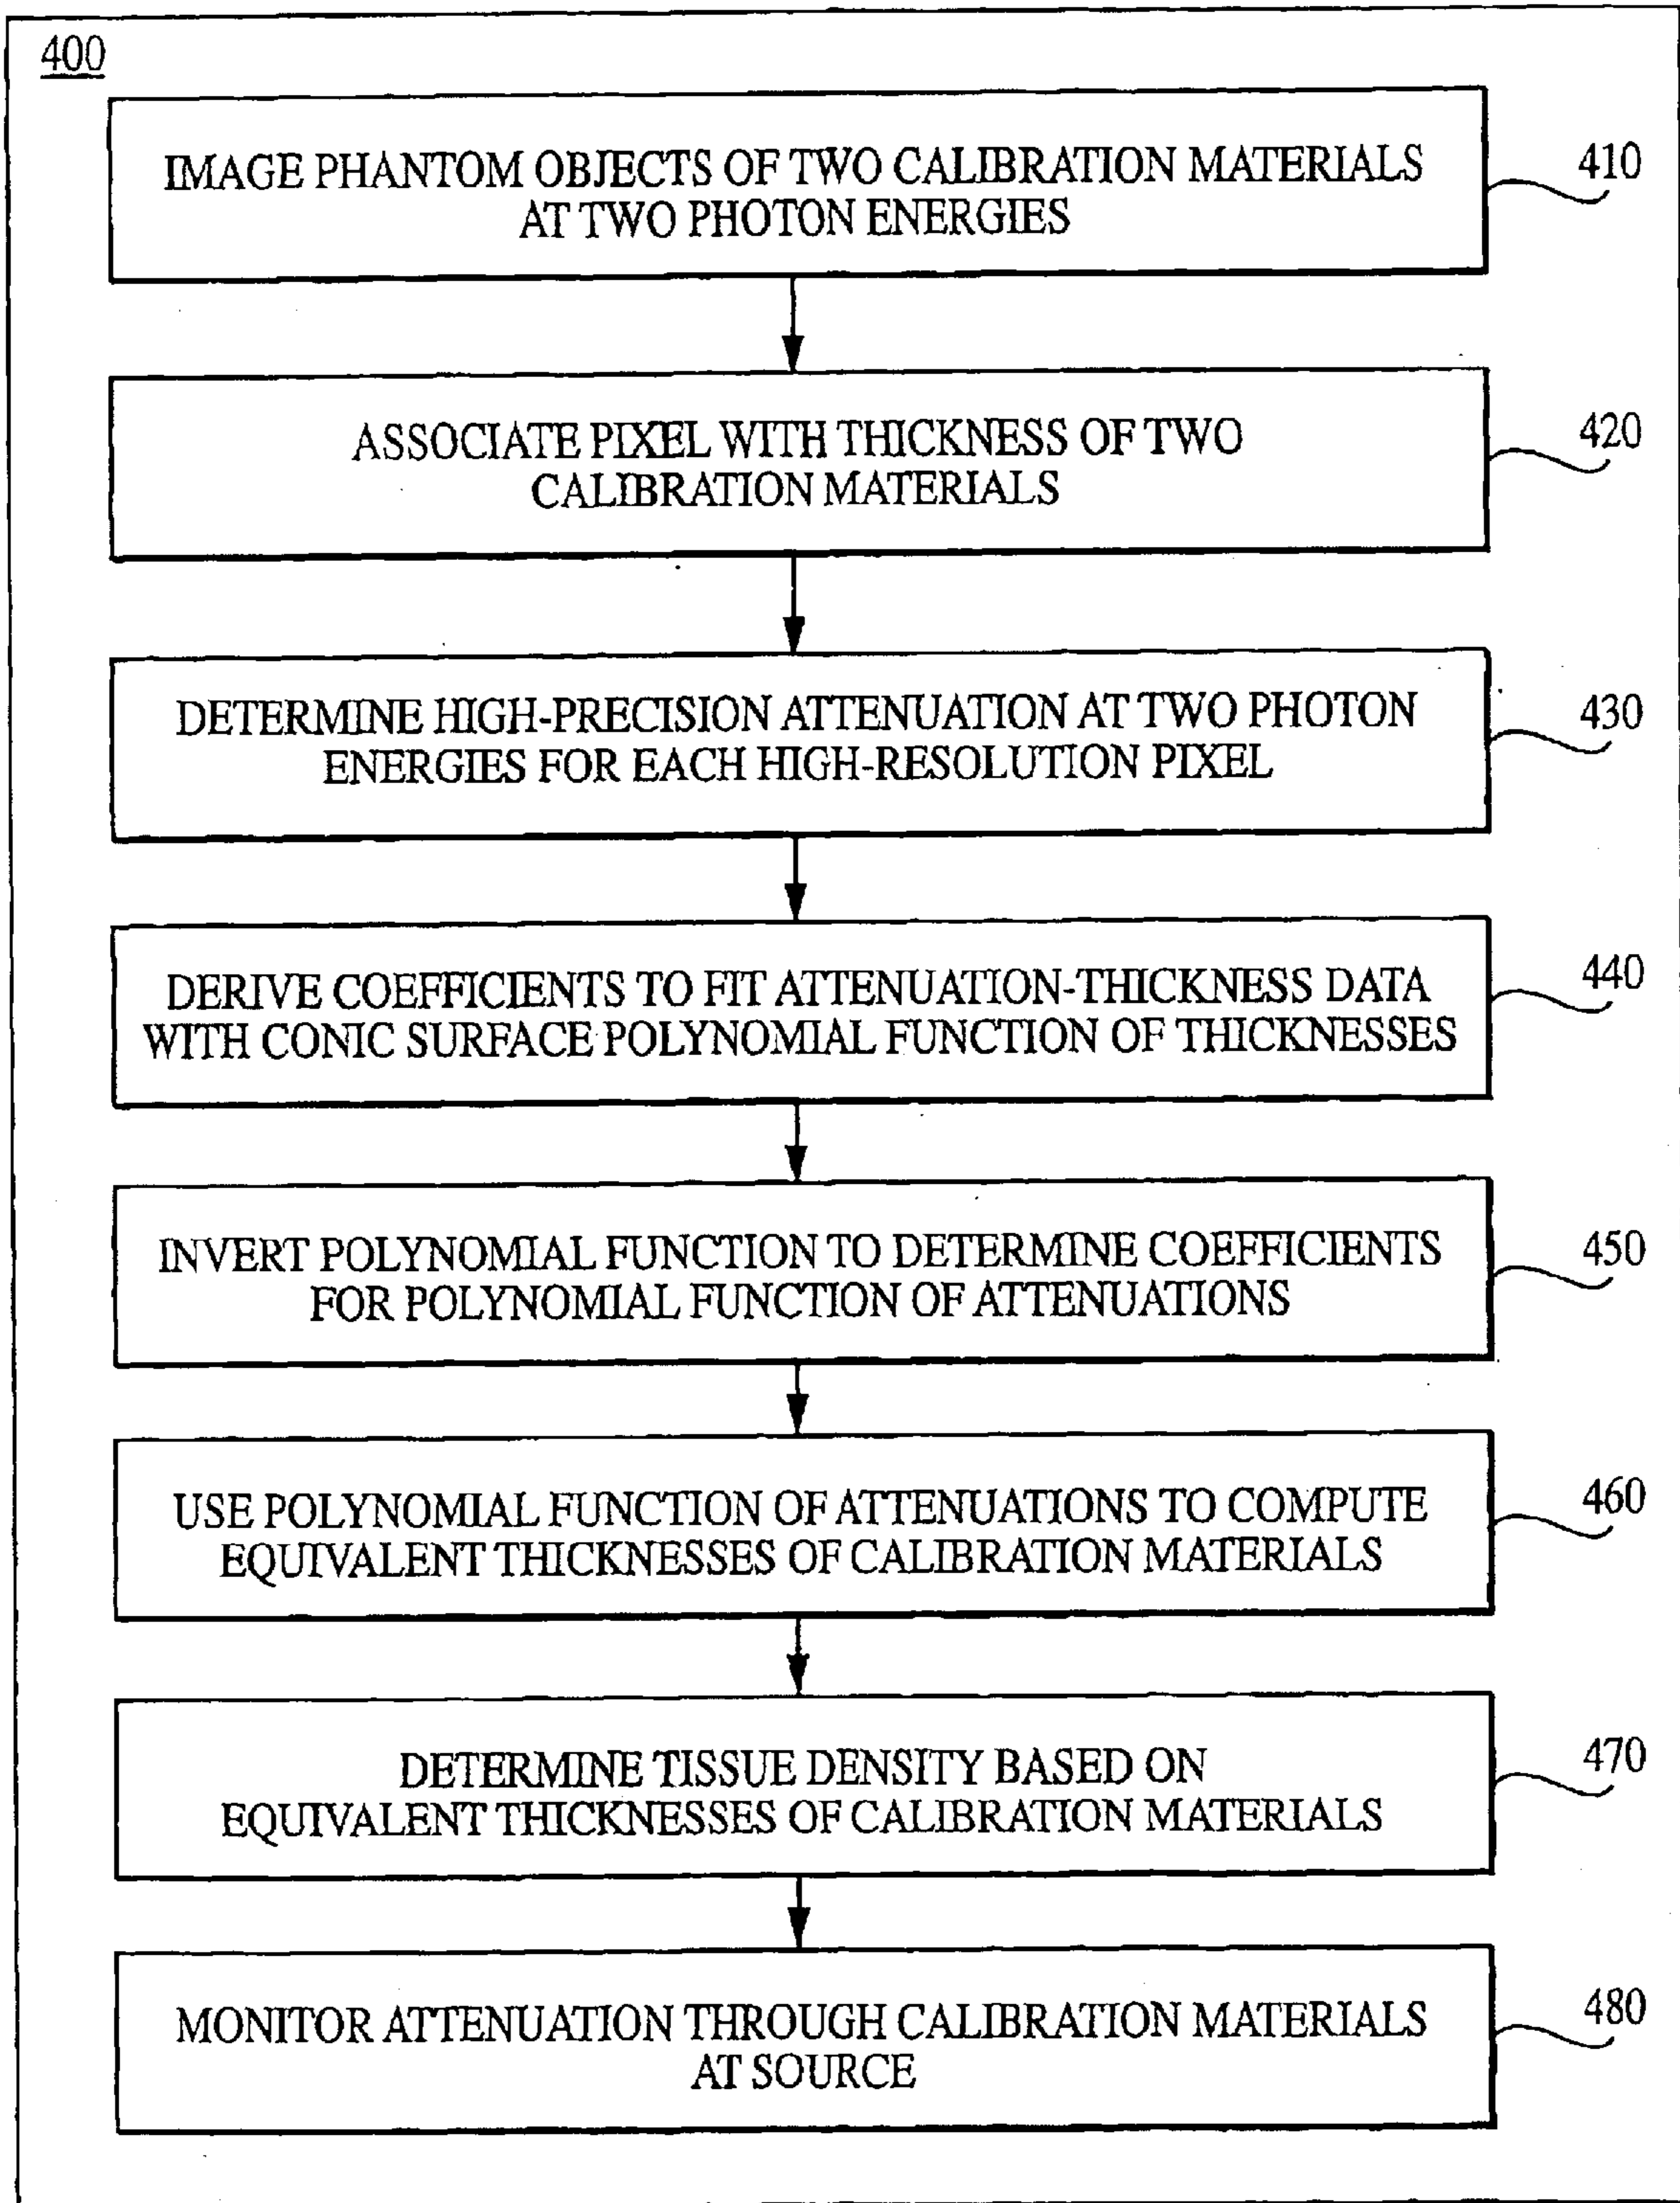 400
IMAGE PHANTOM OBJECTS OF TWO CALIBRATION MATERIALS
AT TWO PHOTON ENERGIES
410
ASSOCIATE PIXEL WITH THICKNESS OF TWO
CALIBRATION MATERIALS
420
DETERMINE HIGH-PRECISION ATTENUATION AT TWO PHOTON
ENERGIES FOR EACH HIGH-RESOLUTION PIXEL
430
DERIVE COEFFICIENTS TO FIT ATTENUATION-THICKNESS DATA
WITH CONIC SURFACE POLYNOMIAL FUNCTION OF THICKNESSES
440
INVERT POLYNOMIAL FUNCTION TO DETERMINE COEFFICIENTS
FOR POLYNOMIAL FUNCTION OF ATTENUATIONS
450
USE POLYNOMIAL FUNCTION OF ATTENUATIONS TO COMPUTE
EQUIVALENT THICKNESSES OF CALIBRATION MATERIALS
460
DETERMINE TISSUE DENSITY BASED ON
EQUIVALENT THICKNESSES OF CALIBRATION MATERIALS
470
MONITOR ATTENUATION THROUGH CALIBRATION MATERIALS
AT SOURCE
480